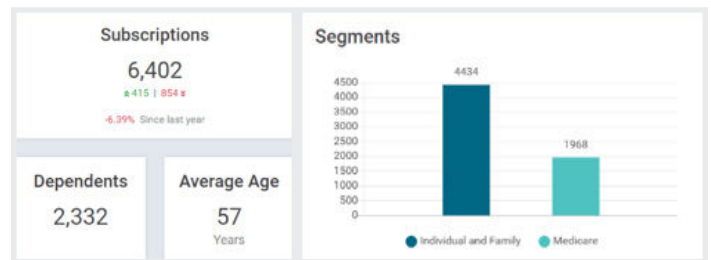 Subscriptions
6,402
415 | 854
-6.39% Since last year
Dependents
2,332
Average Age
57
Years
Segments
4434
1968
4500
4000
3500
3000
2500
2000
1500
1000
500
0
Individual and Family
Medicare